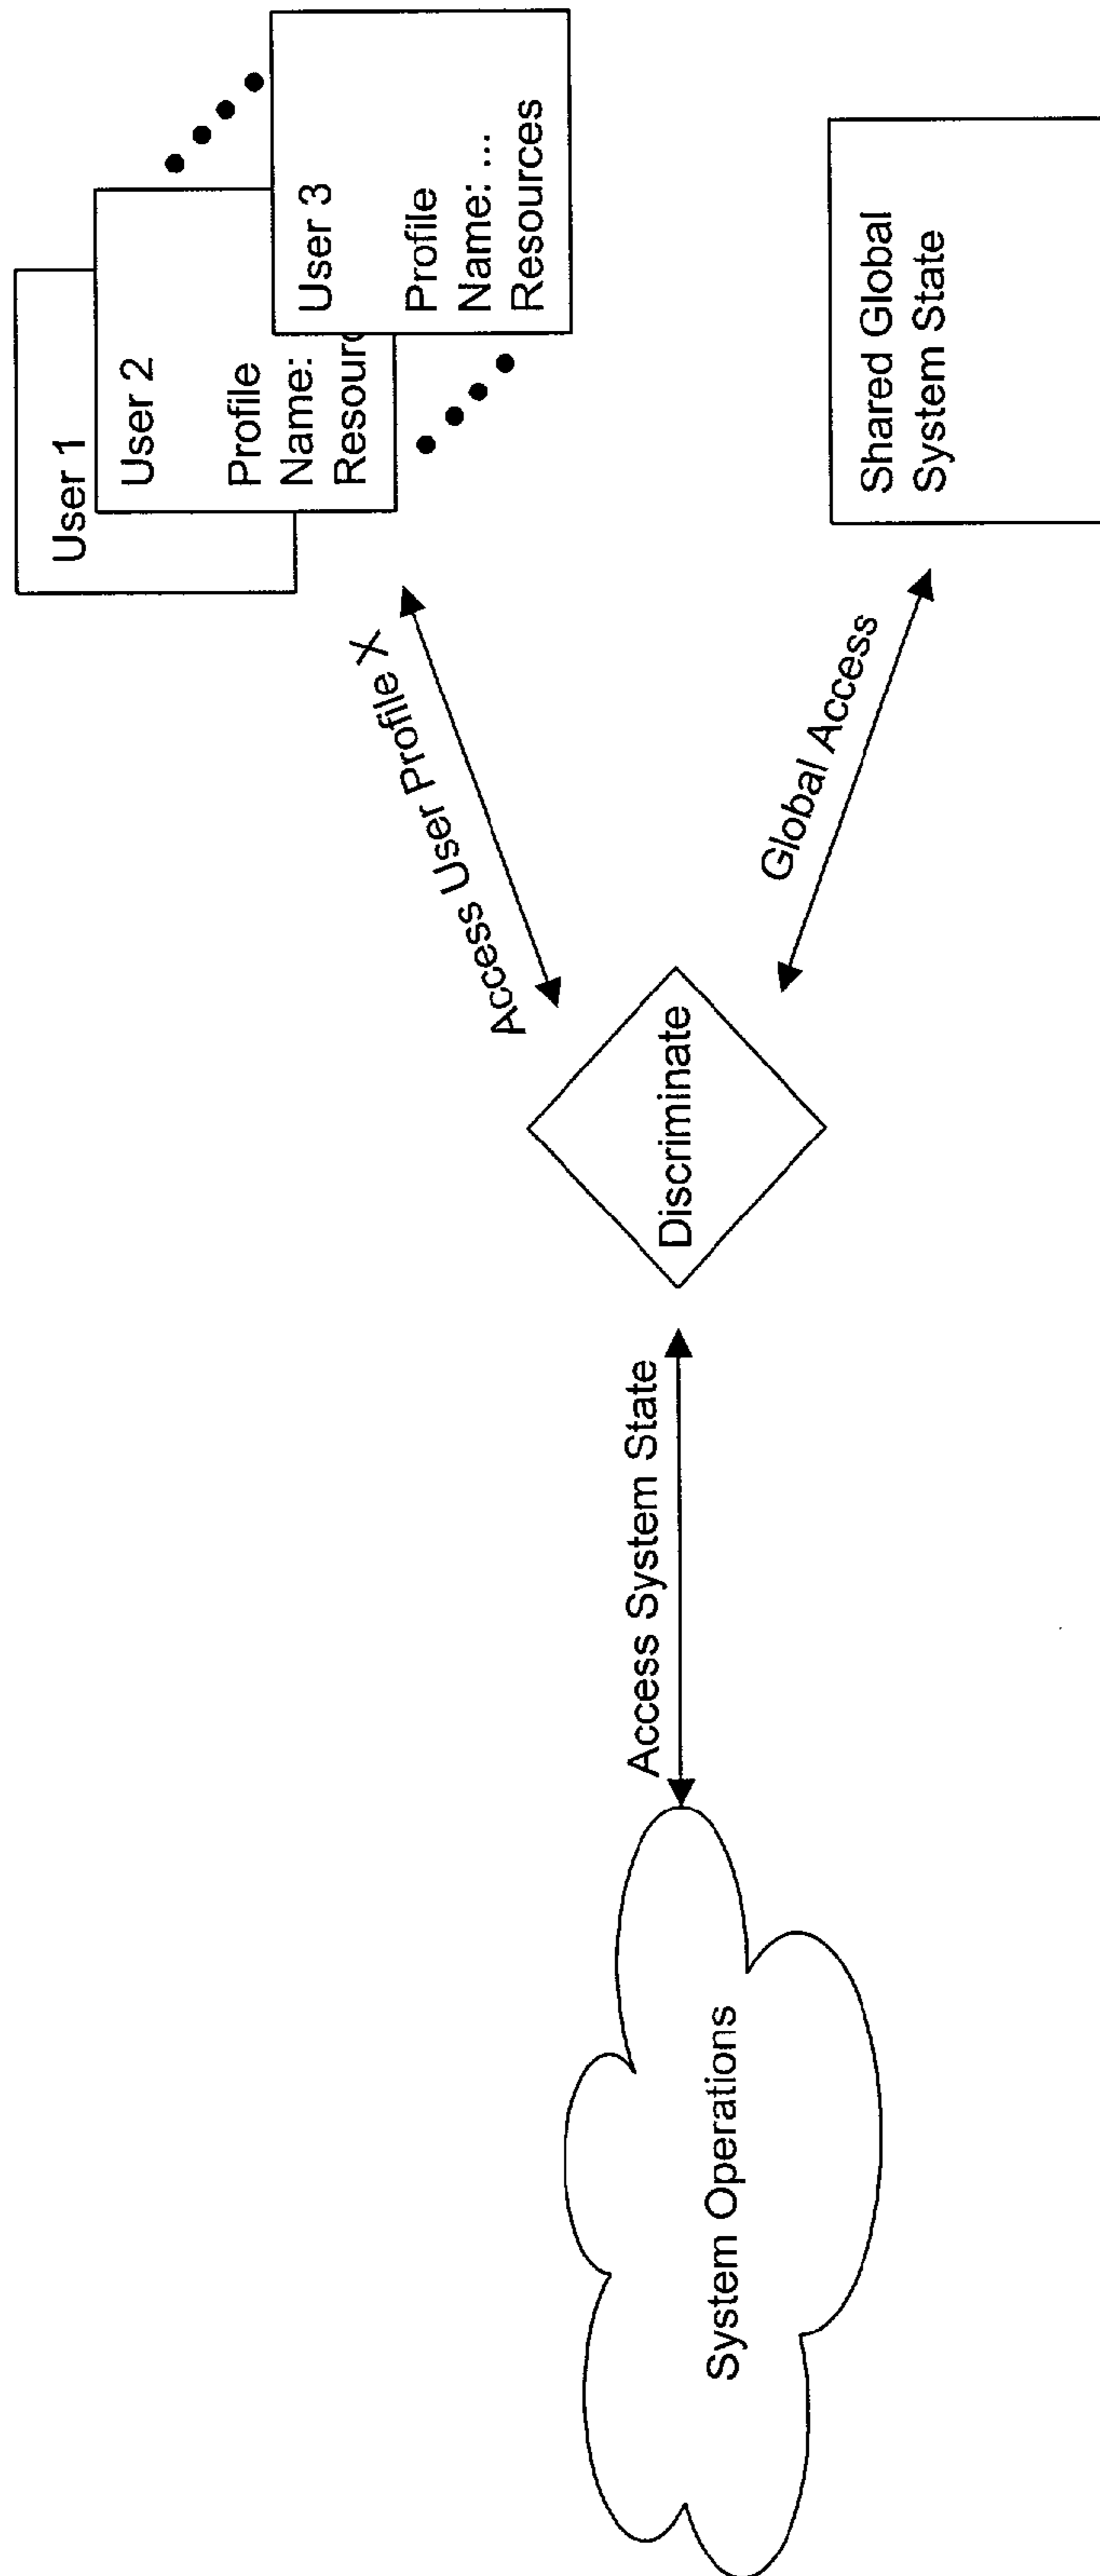 System Operations
Access System State
Discriminate
Access User Profile X
Global Access
User 1
User 2
Profile
Name:
Resourc
User 3
Profile
Name: ...
Resources
Shared Global
System State